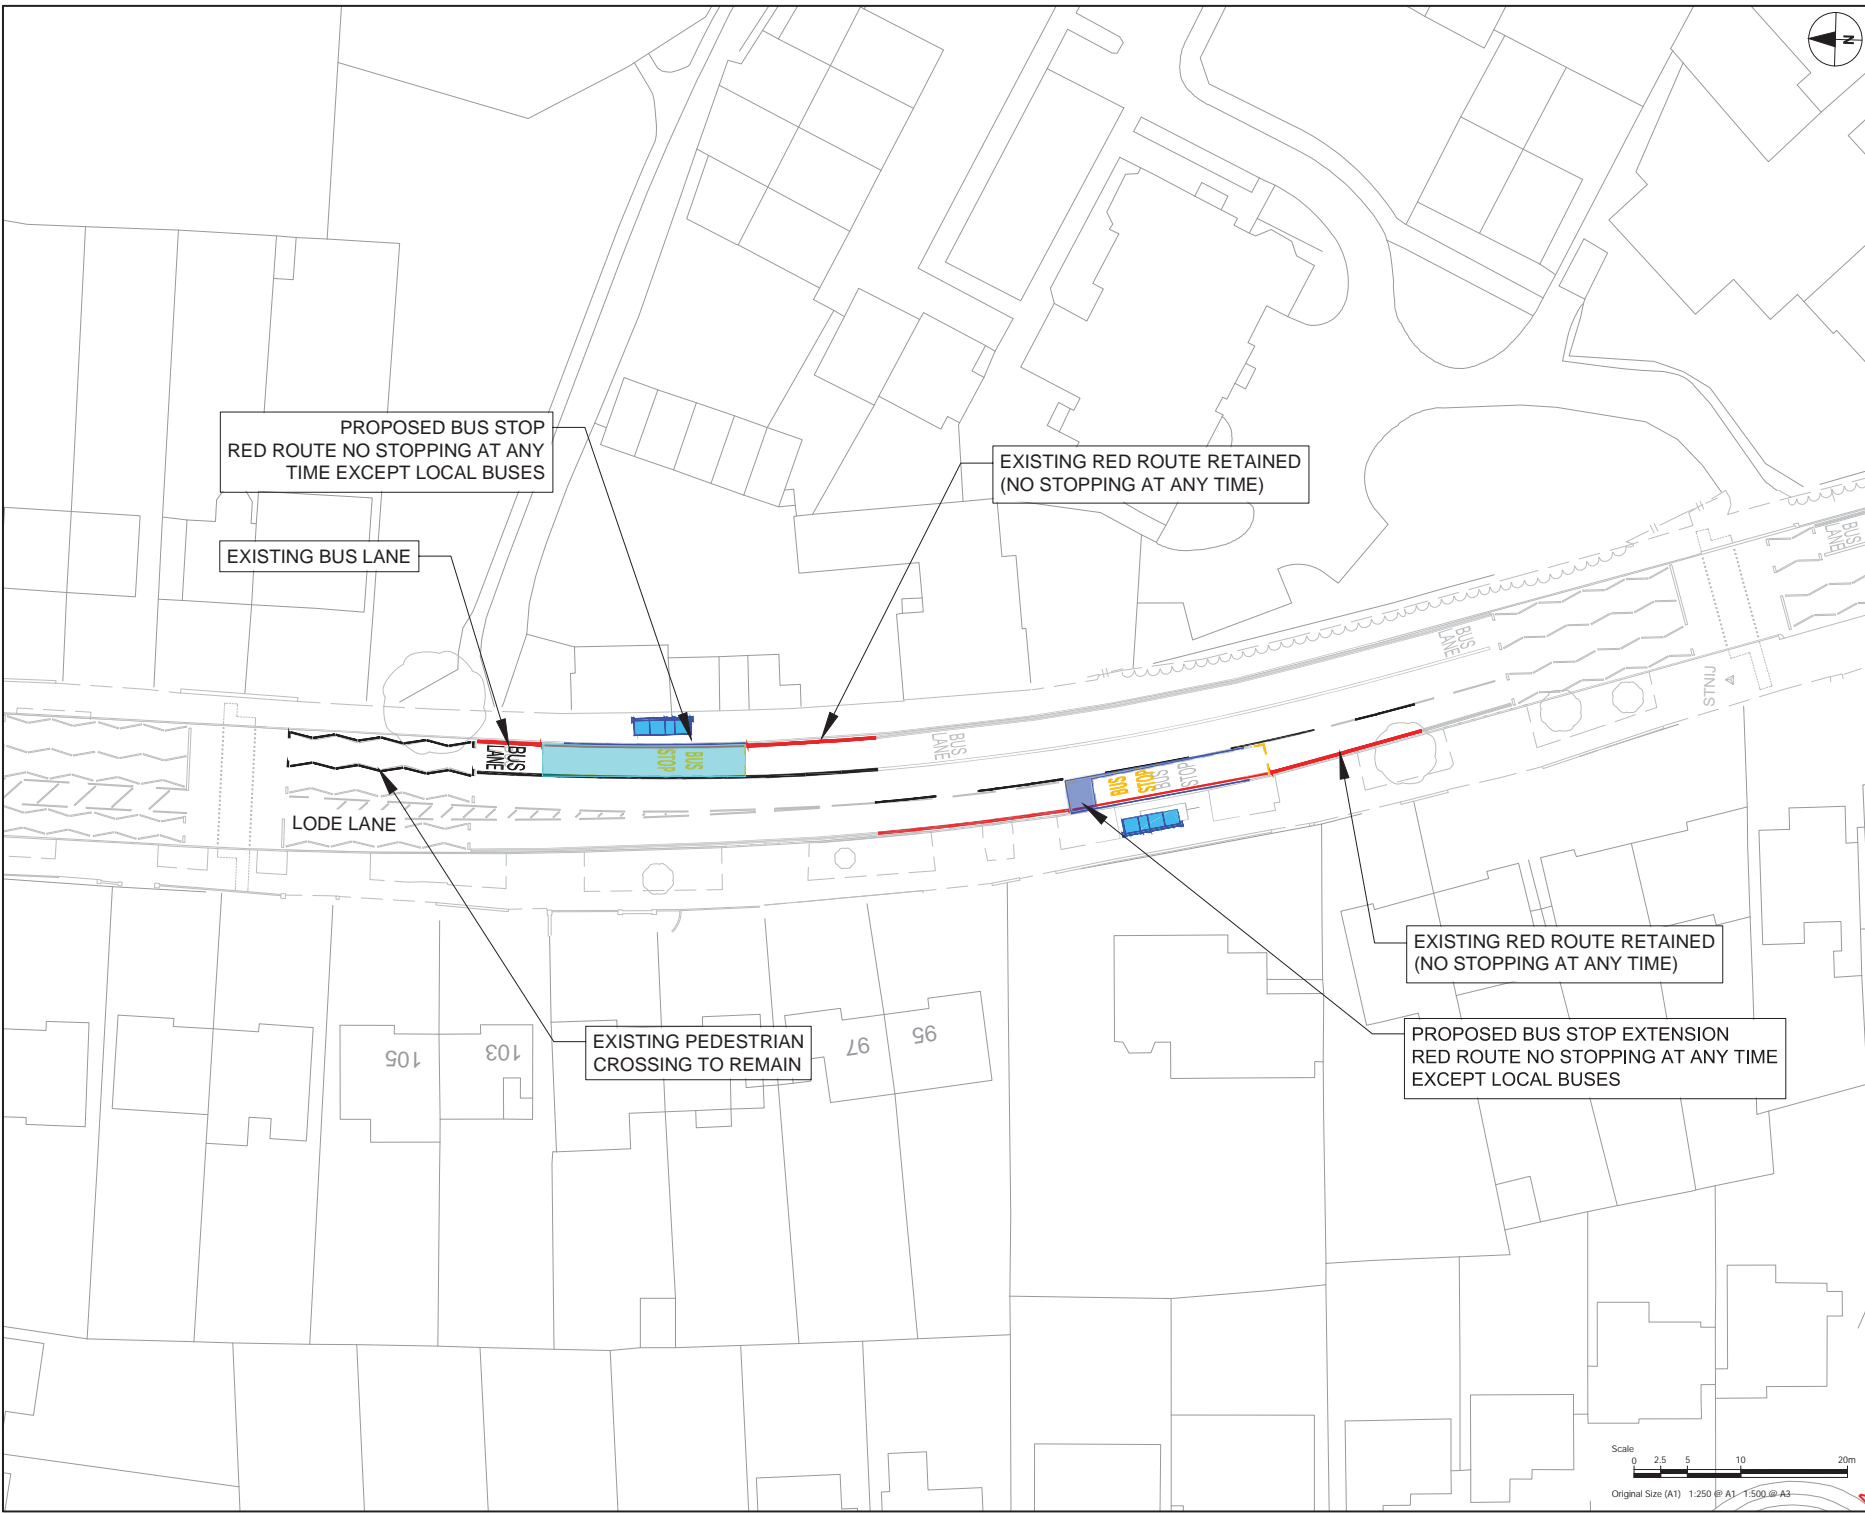 N
PROPOSED BUS STOP
RED ROUTE NO STOPPING AT ANY
TIME EXCEPT LOCAL BUSES
EXISTING RED ROUTE RETAINED
(NO STOPPING AT ANY TIME)
EXISTING BUS LANE
BUS
LANE
BUS
LANE
BUS
LANE
BUS
STOP
BUS
LANE
BUS
STOP
BUS
STOP
STNIJ
LODE LANE
EXISTING RED ROUTE RETAINED
(NO STOPPING AT ANY TIME)
EXISTING PEDESTRIAN
CROSSING TO REMAIN
PROPOSED BUS STOP EXTENSION
RED ROUTE NO STOPPING AT ANY TIME
EXCEPT LOCAL BUSES
105
103
97
95
Scale
0 2.5 5 10 20m
Original Size (A1) 1:250 @ A1 1:500 @ A3